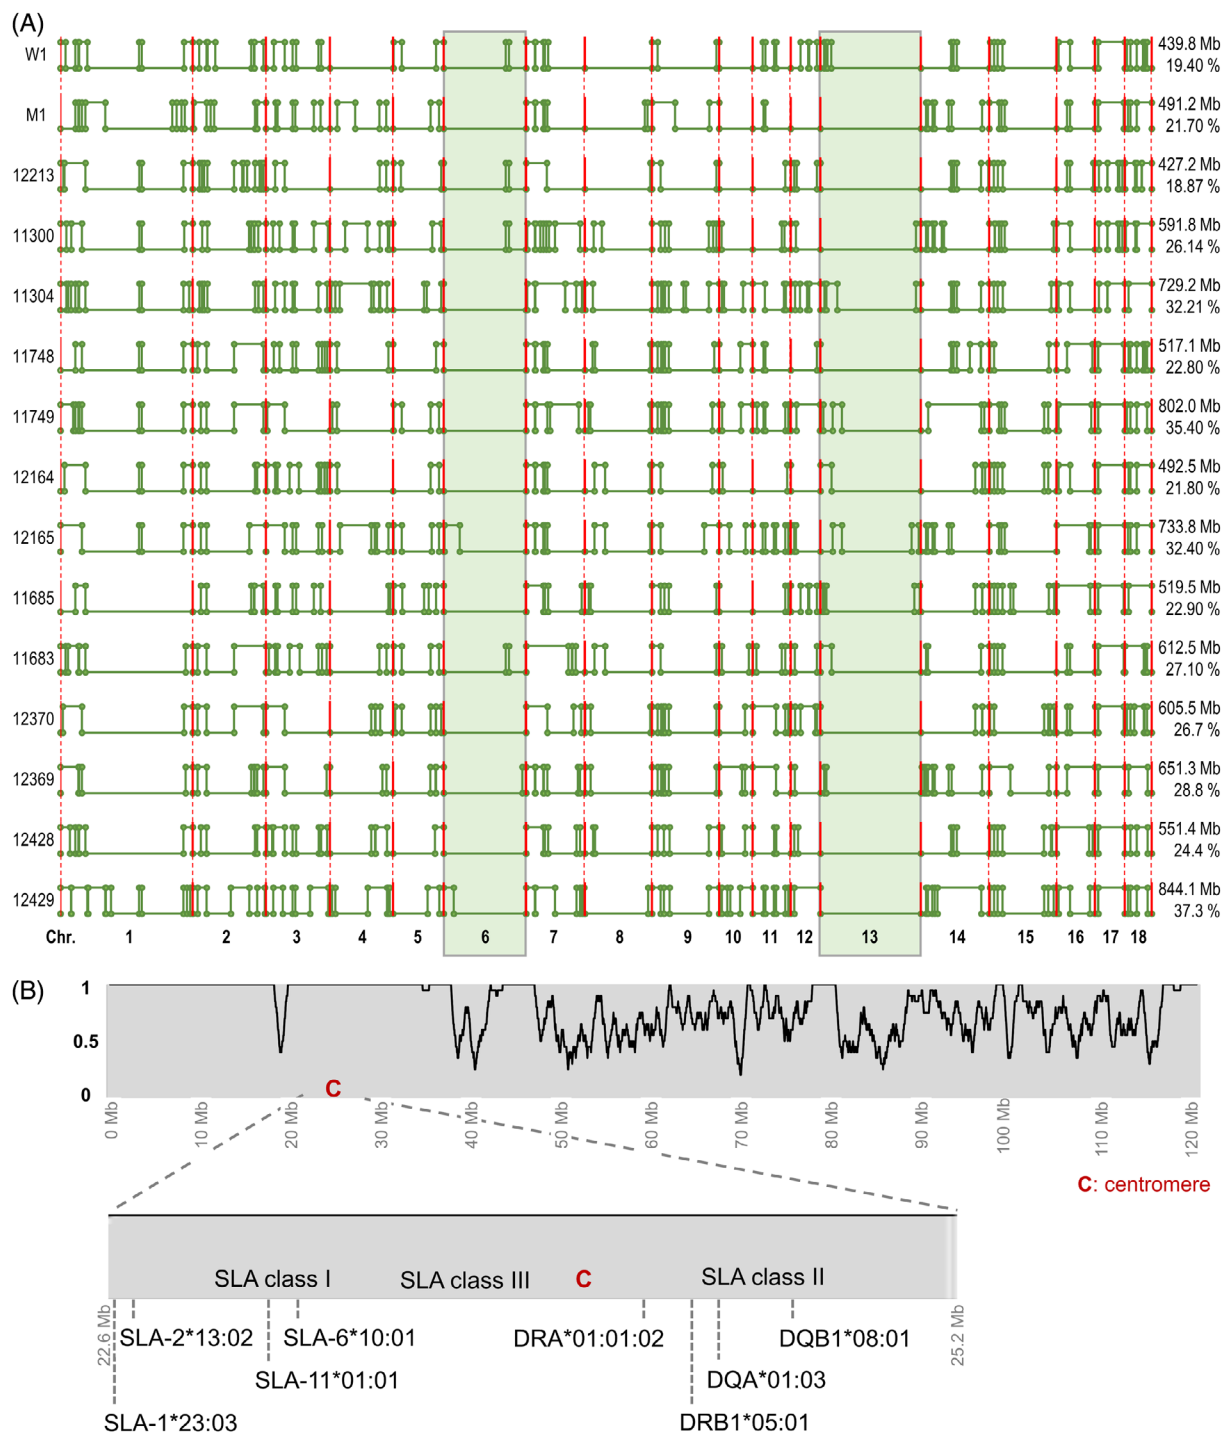 (A)
W1
439.8 Mb
19.40 %
M1
491.2 Mb
21.70 %
12213
427.2 Mb
18.87 %
11300
591.8 Mb
26.14 %
11304
729.2 Mb
32.21 %
11748
517.1 Mb
22.80 %
11749
802.0 Mb
35.40 %
12164
492.5 Mb
21.80 %
12165
733.8 Mb
32.40 %
11685
519.5 Mb
22.90 %
11683
612.5 Mb
27.10 %
12370
605.5 Mb
26.7 %
12369
651.3 Mb
28.8 %
12428
551.4 Mb
24.4 %
12429
844.1 Mb
37.3 %
Chr. 1 2 3 4 5 6 7 8 9 10 11 12 13 14 15 16 17 18
(B)
1
0.5
0
C
0 Mb 10 Mb 20 Mb 30 Mb 40 Mb 50 Mb 60 Mb 70 Mb 80 Mb 90 Mb 100 Mb 110 Mb 120 Mb
C: centromere
SLA class I SLA class III C SLA class II
22.6 Mb 25.2 Mb
SLA-2*13:02 SLA-6*10:01 DRA*01:01:02 DQB1*08:01
SLA-11*01:01 DQA*01:03
SLA-1*23:03 DRB1*05:01